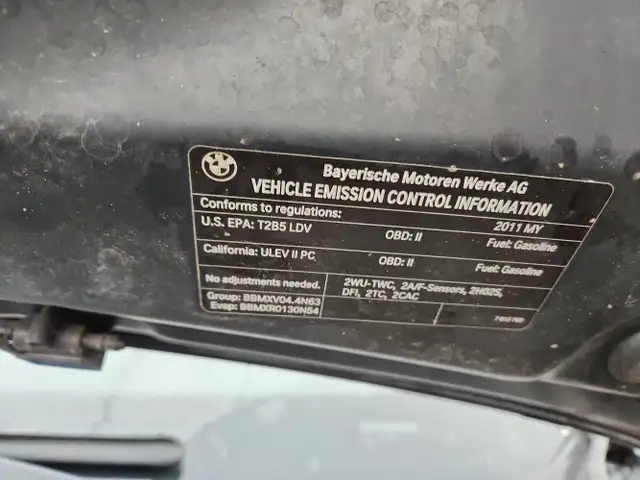 BMW
Bayerische Motoren Werke AG
VEHICLE EMISSION CONTROL INFORMATION
Conforms to regulations: 2011 MY
U.S. EPA: T2B5 LDV OBD: II Fuel: Gasoline
California: ULEV II PC OBD: II Fuel: Gasoline
No adjustments needed. 2WU-TWC, 2A/F-Sensors, 2HO2S,
DFI, 2TC, 2CAC
Group: BBMXV04.4N63
Evap: BBMXR0130N54